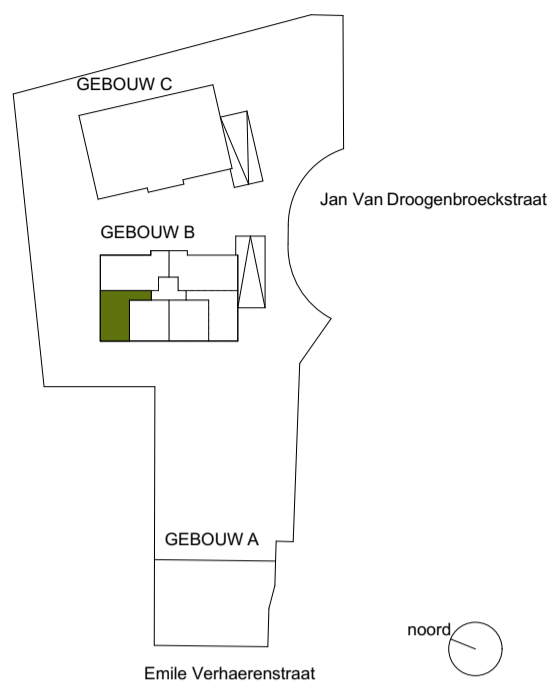 GEBOUW C
Jan Van Droogenbroeckstraat
GEBOUW B
GEBOUW A
noord
Emile Verhaerenstraat